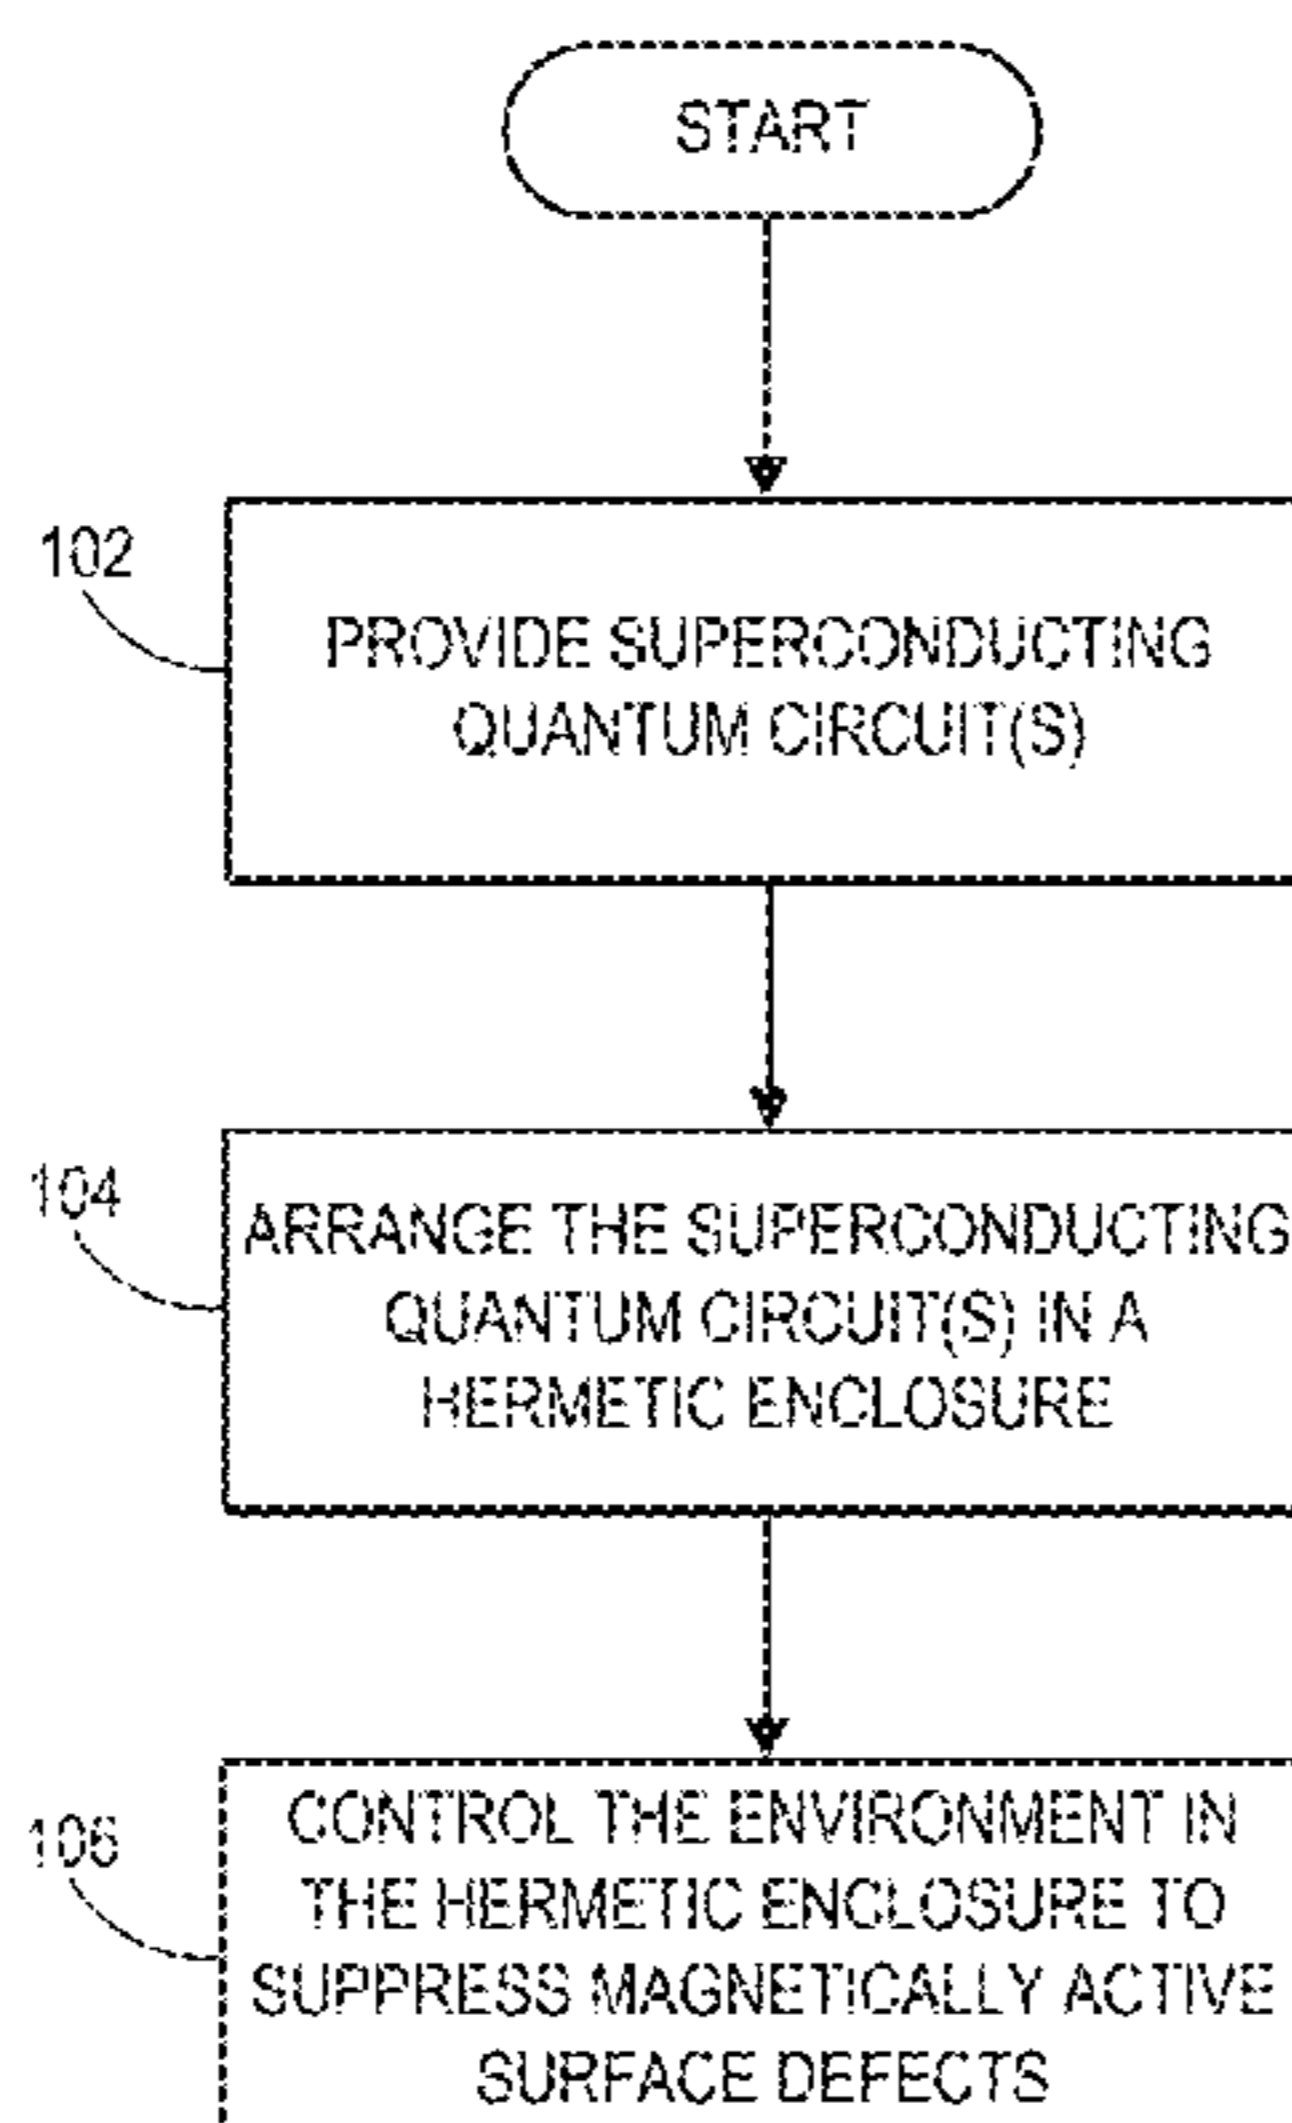 START
102
PROVIDE SUPERCONDUCTING
QUANTUM CIRCUIT(S)
104
ARRANGE THE SUPERCONDUCTING
QUANTUM CIRCUIT(S) IN A
HERMETIC ENCLOSURE
106
CONTROL THE ENVIRONMENT IN
THE HERMETIC ENCLOSURE TO
SUPPRESS MAGNETICALLY ACTIVE
SURFACE DEFECTS